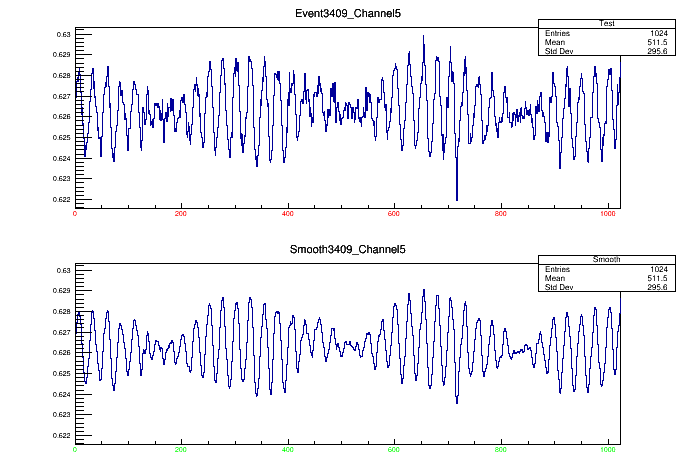 Event3409_Channel5
Test
Entries 1024
Mean 511.5
Std Dev 295.6
0.63
0.629
0.628
0.627
0.626
0.625
0.624
0.623
0.622
0 200 400 600 800 1000
Smooth3409_Channel5
Smooth
Entries 1024
Mean 511.5
Std Dev 295.6
0.63
0.629
0.628
0.627
0.626
0.625
0.624
0.623
0.622
0 200 400 600 800 1000